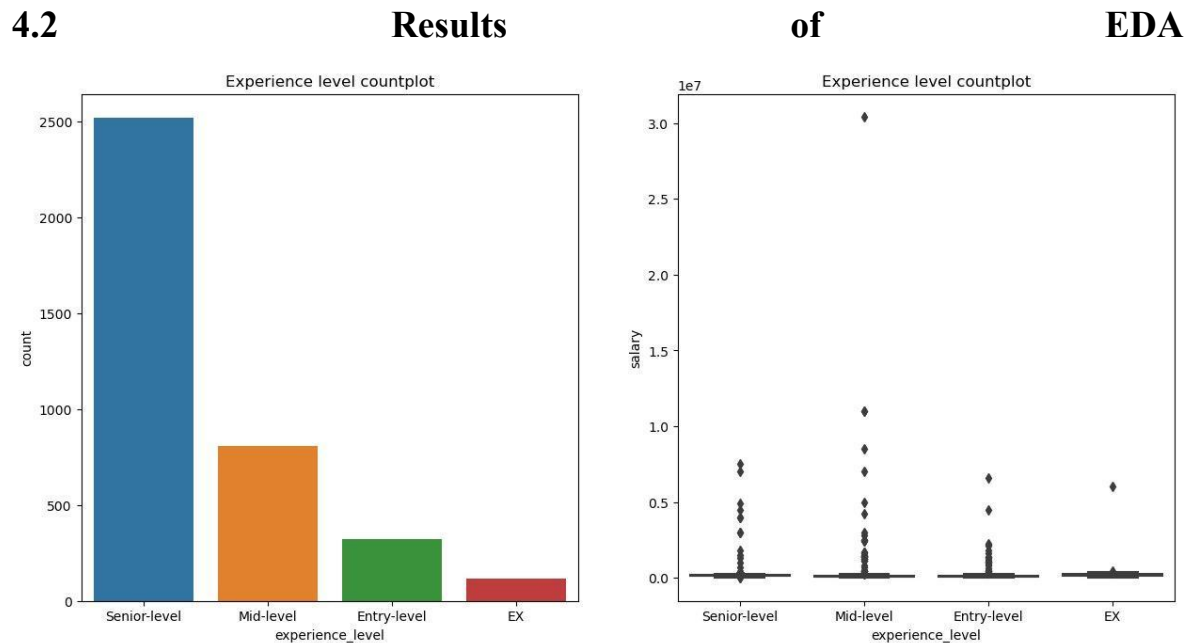 4.2 Results of EDA
Experience level countplot
2500
2000
1500
1000
500
0
count
Senior-level Mid-level Entry-level EX
experience_level
Experience level countplot
1e7
3.0
2.5
2.0
1.5
1.0
0.5
0.0
salary
Senior-level Mid-level Entry-level EX
experience_level